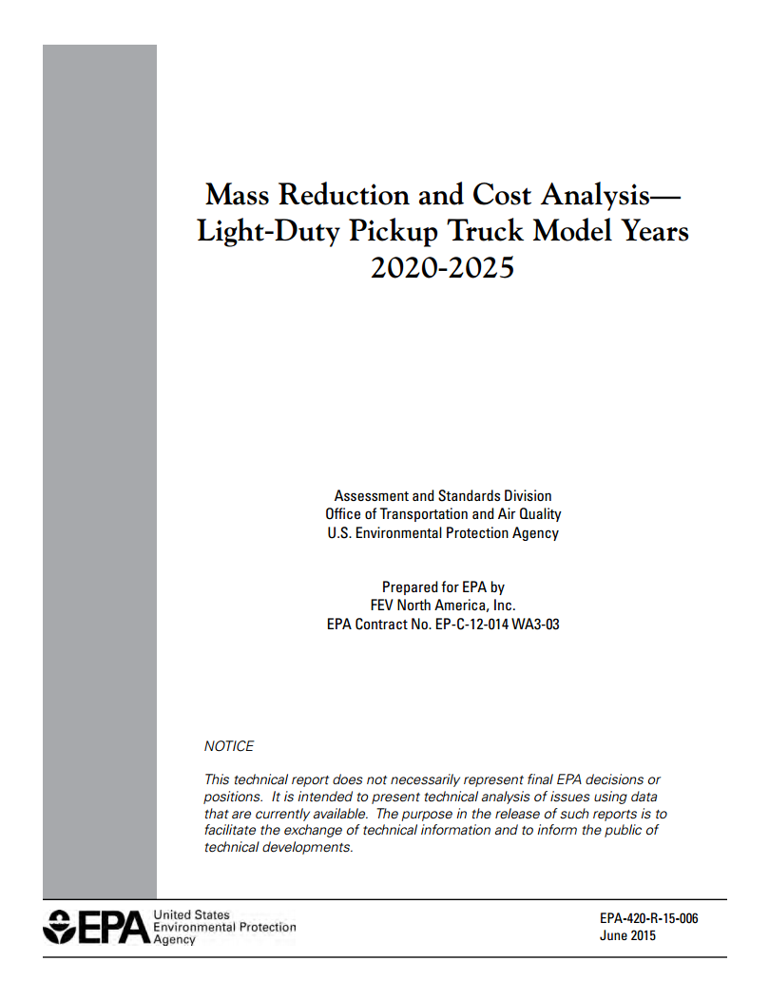 Mass Reduction and Cost Analysis—
Light-Duty Pickup Truck Model Years
2020-2025
Assessment and Standards Division
Office of Transportation and Air Quality
U.S. Environmental Protection Agency
Prepared for EPA by
FEV North America, Inc.
EPA Contract No. EP-C-12-014 WA3-03
NOTICE
This technical report does not necessarily represent final EPA decisions or
positions.  It is intended to present technical analysis of issues using data
that are currently available.  The purpose in the release of such reports is to
facilitate the exchange of technical information and to inform the public of
technical developments.
EPA
United States
Environmental Protection
Agency
EPA-420-R-15-006
June 2015